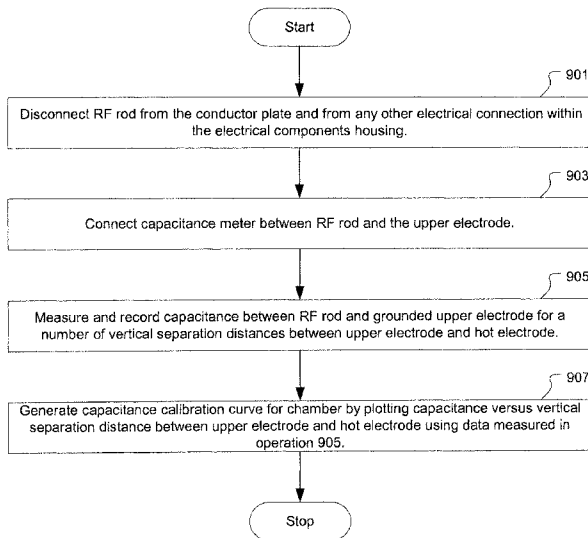 Start
901
Disconnect RF rod from the conductor plate and from any other electrical connection within
the electrical components housing.
903
Connect capacitance meter between RF rod and the upper electrode.
905
Measure and record capacitance between RF rod and grounded upper electrode for a
number of vertical separation distances between upper electrode and hot electrode.
907
Generate capacitance calibration curve for chamber by plotting capacitance versus vertical
separation distance between upper electrode and hot electrode using data measured in
operation 905.
Stop